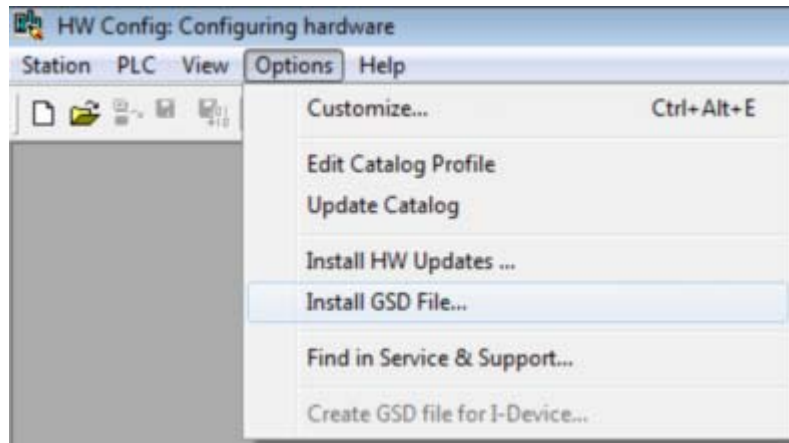 HW Config: Configuring hardware
Station PLC View Options Help
Customize... Ctrl+Alt+E
Edit Catalog Profile
Update Catalog
Install HW Updates ...
Install GSD File...
Find in Service & Support...
Create GSD file for I-Device...